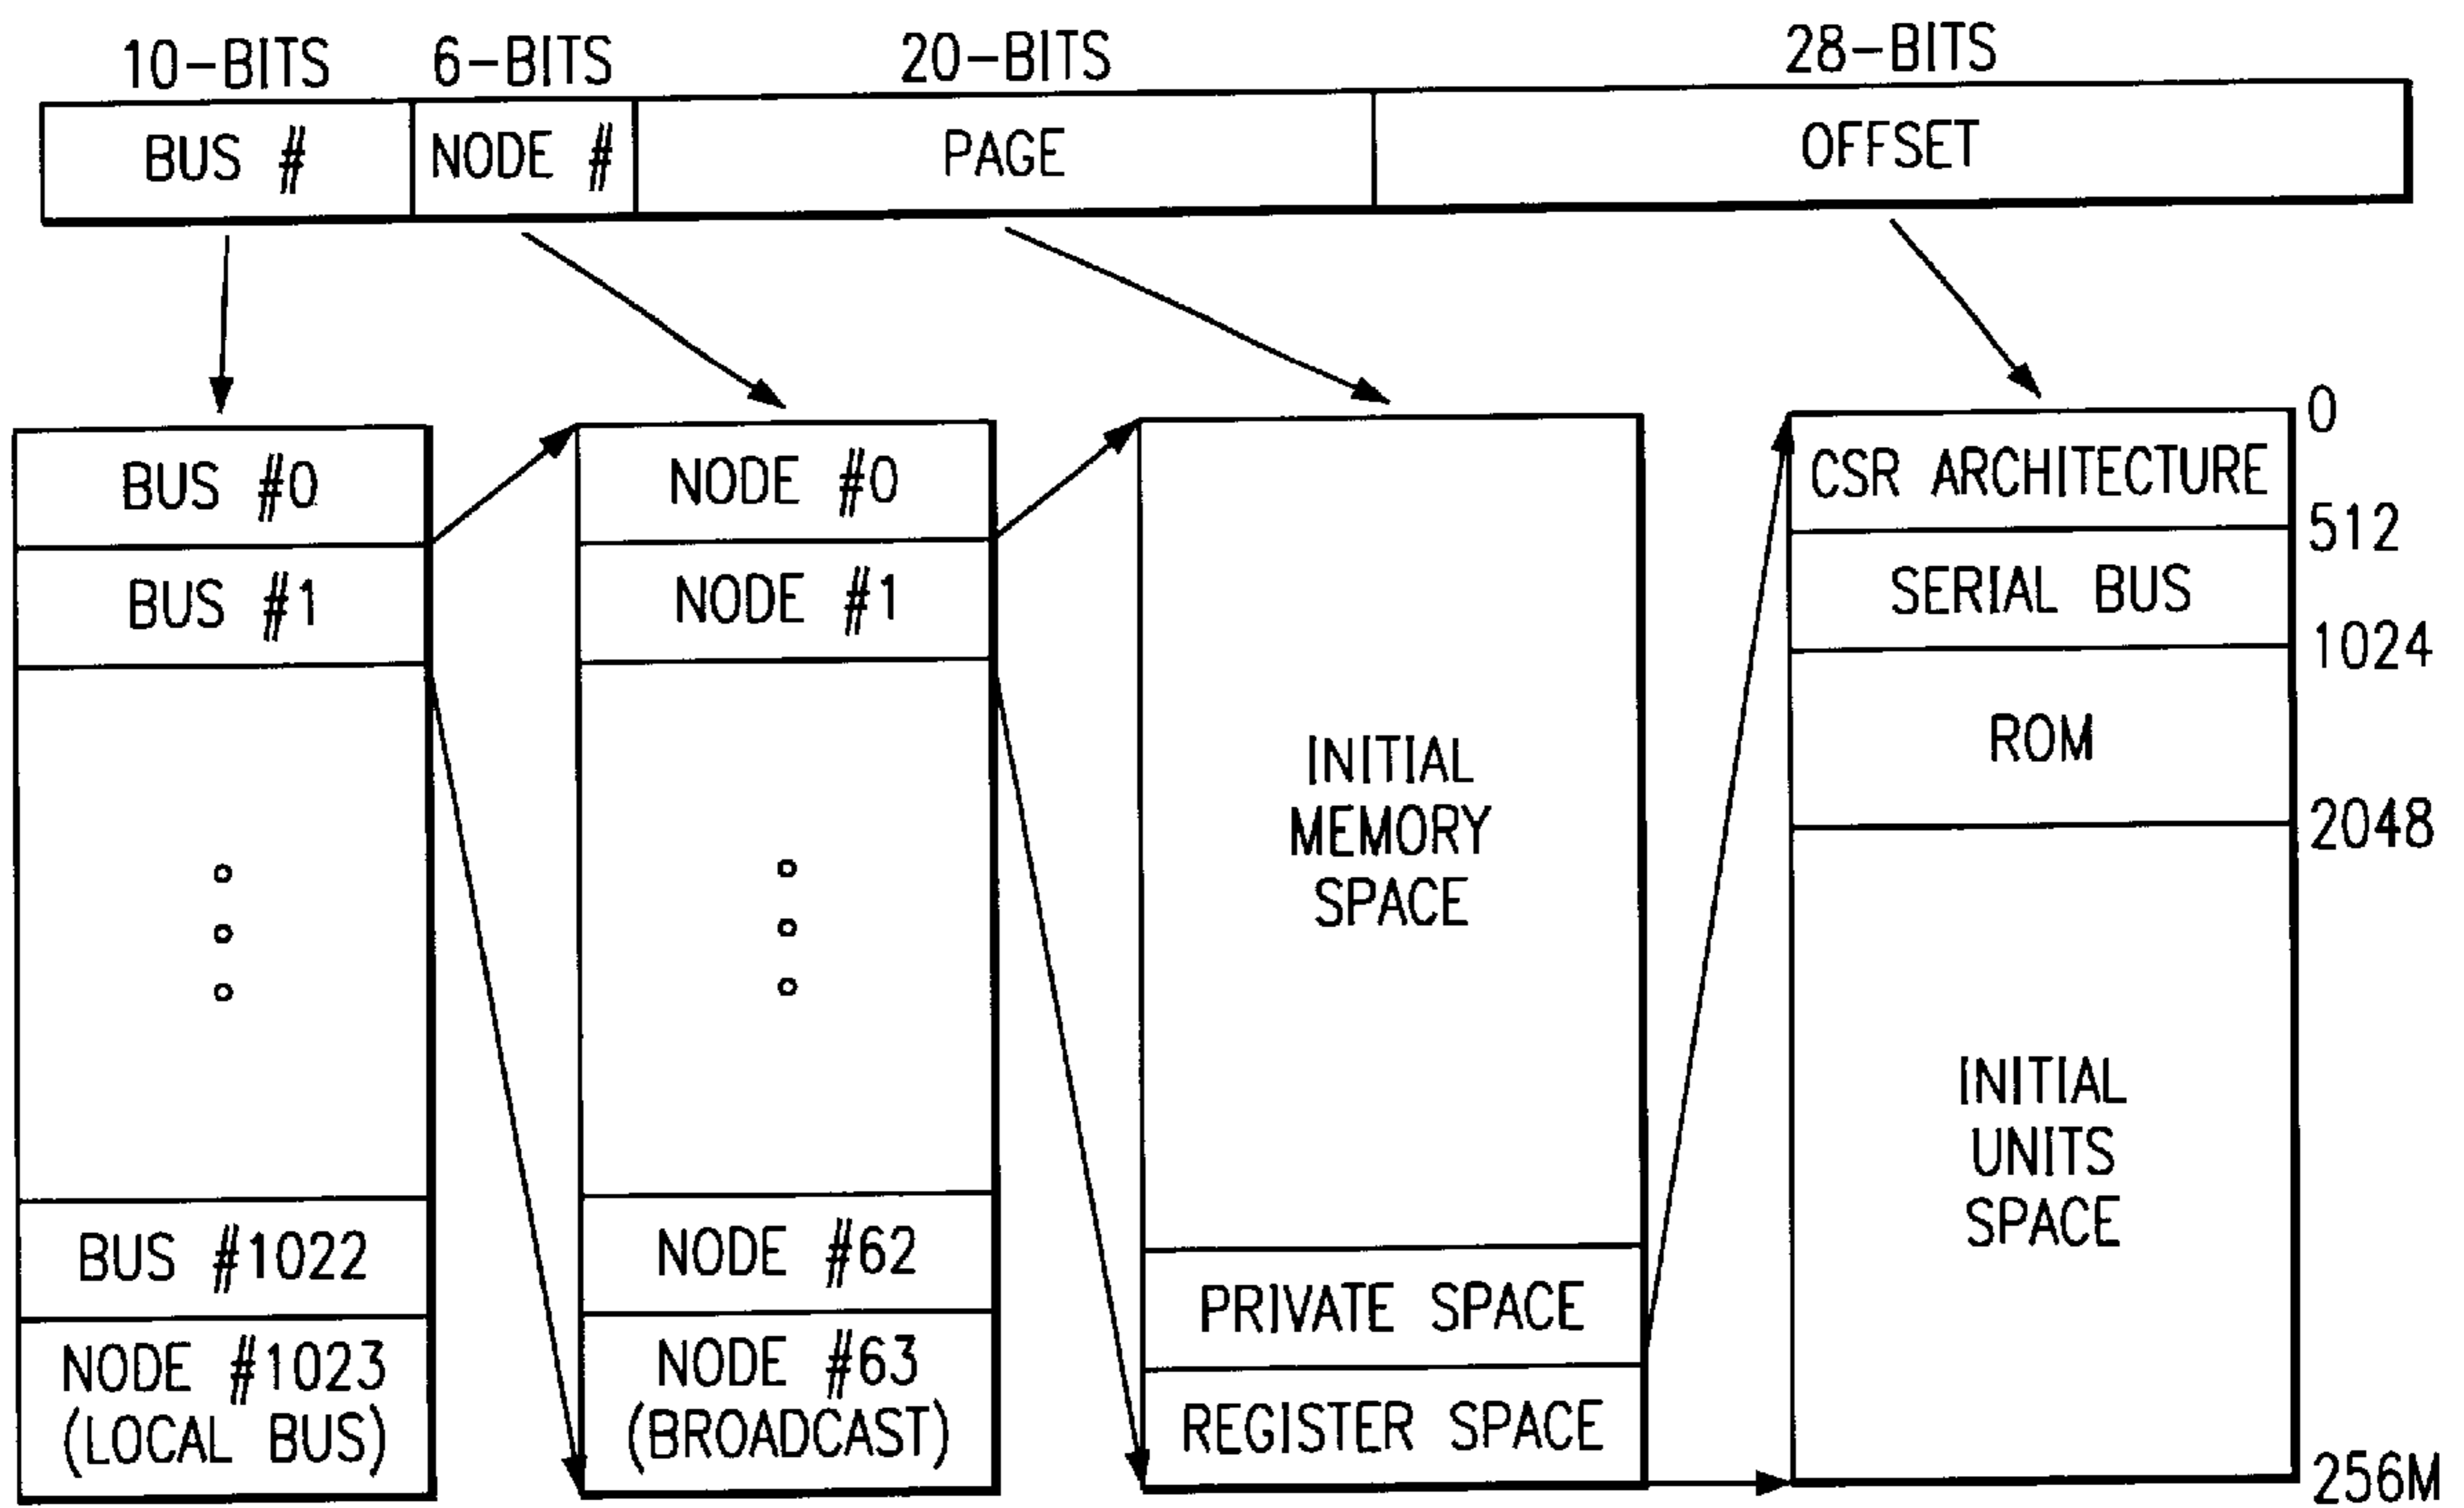 10-BITS 6-BITS 20-BITS 28-BITS
BUS # NODE # PAGE OFFSET
BUS #0
BUS #1
BUS #1022
NODE #1023
(LOCAL BUS)
NODE #0
NODE #1
NODE #62
NODE #63
(BROADCAST)
INITIAL
MEMORY
SPACE
PRIVATE SPACE
REGISTER SPACE
0
CSR ARCHITECTURE
512
SERIAL BUS
1024
ROM
2048
INITIAL
UNITS
SPACE
256M